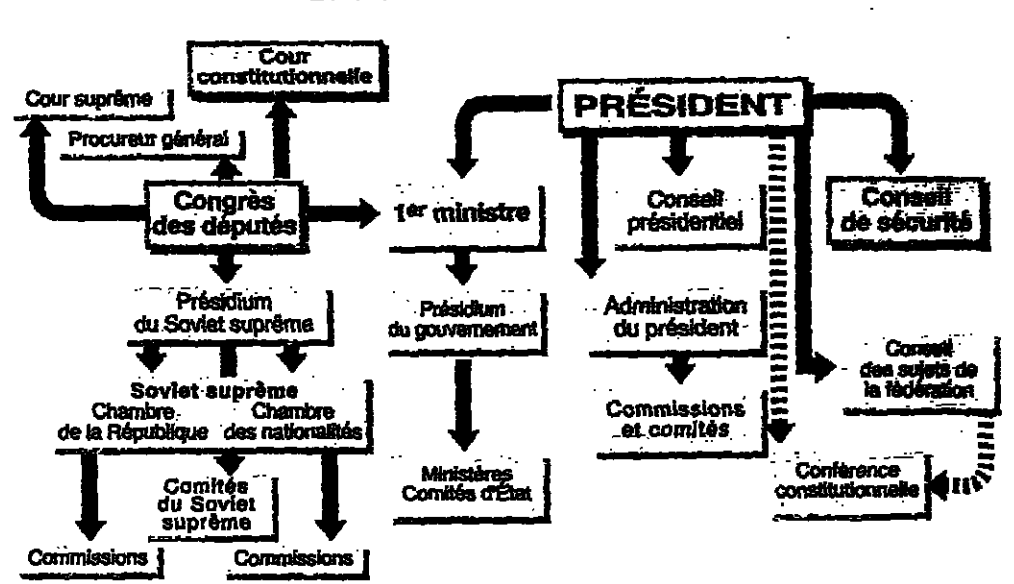 Cour
constitutionnelle
Cour suprême
Procureur général
PRÉSIDENT
Congrès
des députés
1er ministre
Conseil
présidentiel
Conseil
de sécurité
Présidium
du Soviet suprême
Présidium
du gouvernement
Administration
du président
Conseil
des sujets de
la fédération
Soviet suprême
Chambre
de la République
Chambre
des nationalités
Commissions
et comités
Comités
du Soviet
suprême
Ministères
Comités d'État
Conférence
constitutionnelle
Commissions
Commissions